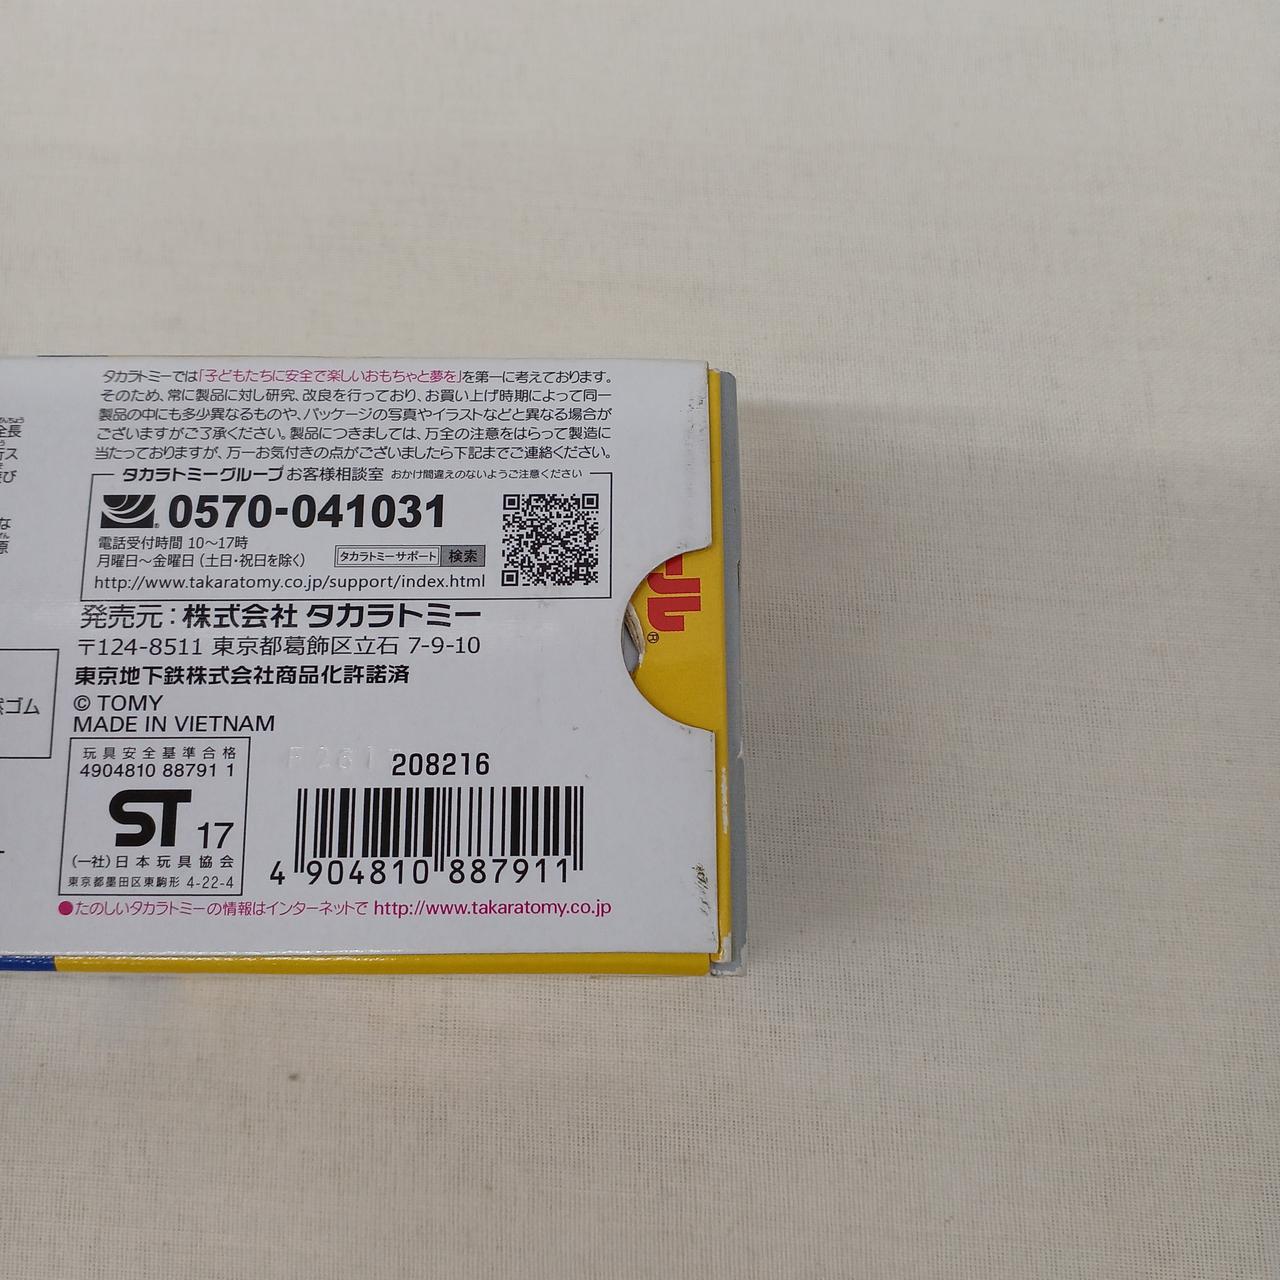 タカラトミーでは「子どもたちに安全で楽しいおもちゃと夢を」を第一に考えております。
そのため、常に製品に対し研究、改良を行っており、お買い上げ時期によって同一
製品の中にも多少異なるものや、パッケージの写真やイラストなどと異なる場合が
ございますがご了承ください。製品につきましては、万全の注意をはらって製造に
当たっておりますが、万一お気付きの点がございましたら下記までご連絡ください。
全長
び
な
原
タカラトミーグループ お客様相談室 おかけ間違えのないようご注意ください
0570-041031
電話受付時間 10〜17時
月曜日〜金曜日（土日・祝日を除く）
タカラトミーサポート 検索
http://www.takaratomy.co.jp/support/index.html
発売元：株式会社 タカラトミー
〒124-8511 東京都葛飾区立石 7-9-10
東京地下鉄株式会社商品化許諾済
© TOMY
MADE IN VIETNAM
ゴム
玩具安全基準合格
4904810 88791 1
ST 17
（一社）日本玩具協会
東京都墨田区東駒形 4-22-4
208216
4 904810 887911
●たのしいタカラトミーの情報はインターネットで http://www.takaratomy.co.jp
ール®